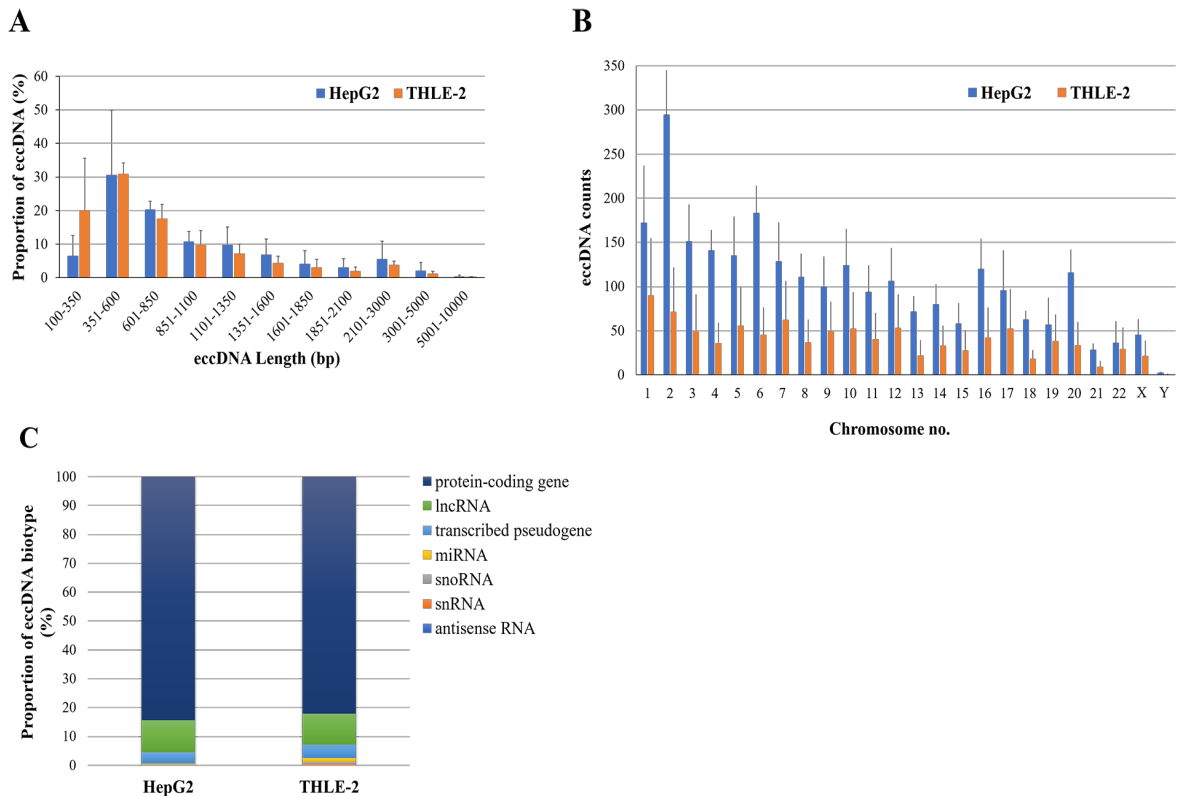 A
Proportion of eccDNA (%)
60
50
40
30
20
10
0
HepG2 THLE-2
100-350
351-600
601-850
851-1100
1101-1350
1351-1600
1601-1850
1851-2100
2101-3000
3001-5000
5001-10000
eccDNA Length (bp)
B
eccDNA counts
350
300
250
200
150
100
50
0
HepG2 THLE-2
1 2 3 4 5 6 7 8 9 10 11 12 13 14 15 16 17 18 19 20 21 22 X Y
Chromosome no.
C
Proportion of eccDNA biotype
(%)
100
90
80
70
60
50
40
30
20
10
0
HepG2 THLE-2
protein-coding gene
lncRNA
transcribed pseudogene
miRNA
snoRNA
snRNA
antisense RNA